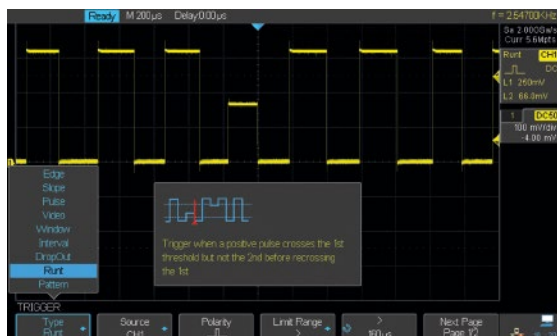 Ready M 200µs Delay:0.00µs f = 2.54700KHz
Sa 2.00GSa/s
Curr 5.6Mpts
Runt CH1
DC
L1 250mV
L2 66.0mV
1 DC50
100 mV/div
-4.00 mV
Edge
Slope
Pulse
Video
Window
Interval
DropOut
Runt
Pattern
Trigger when a positive pulse crosses the 1st
threshold but not the 2nd before recrossing
the 1st
TRIGGER
Type Source Polarity Limit Range > Next Page
Runt CH1 > 160µs Page 1/2